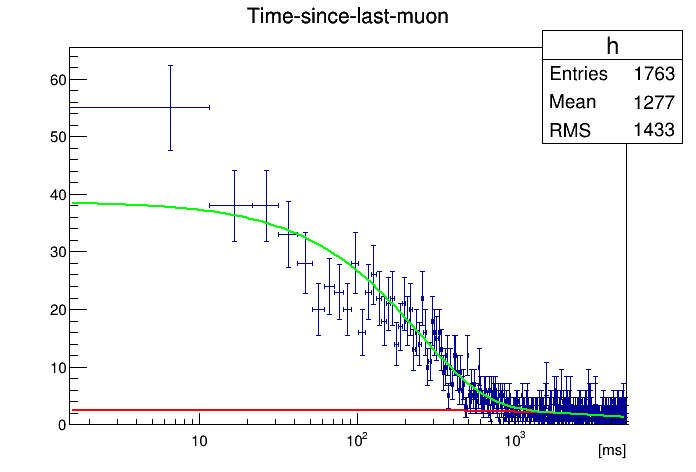 Time-since-last-muon
h
Entries 1763
Mean 1277
RMS 1433
60
50
40
30
20
10
0
10 10² 10³
[ms]